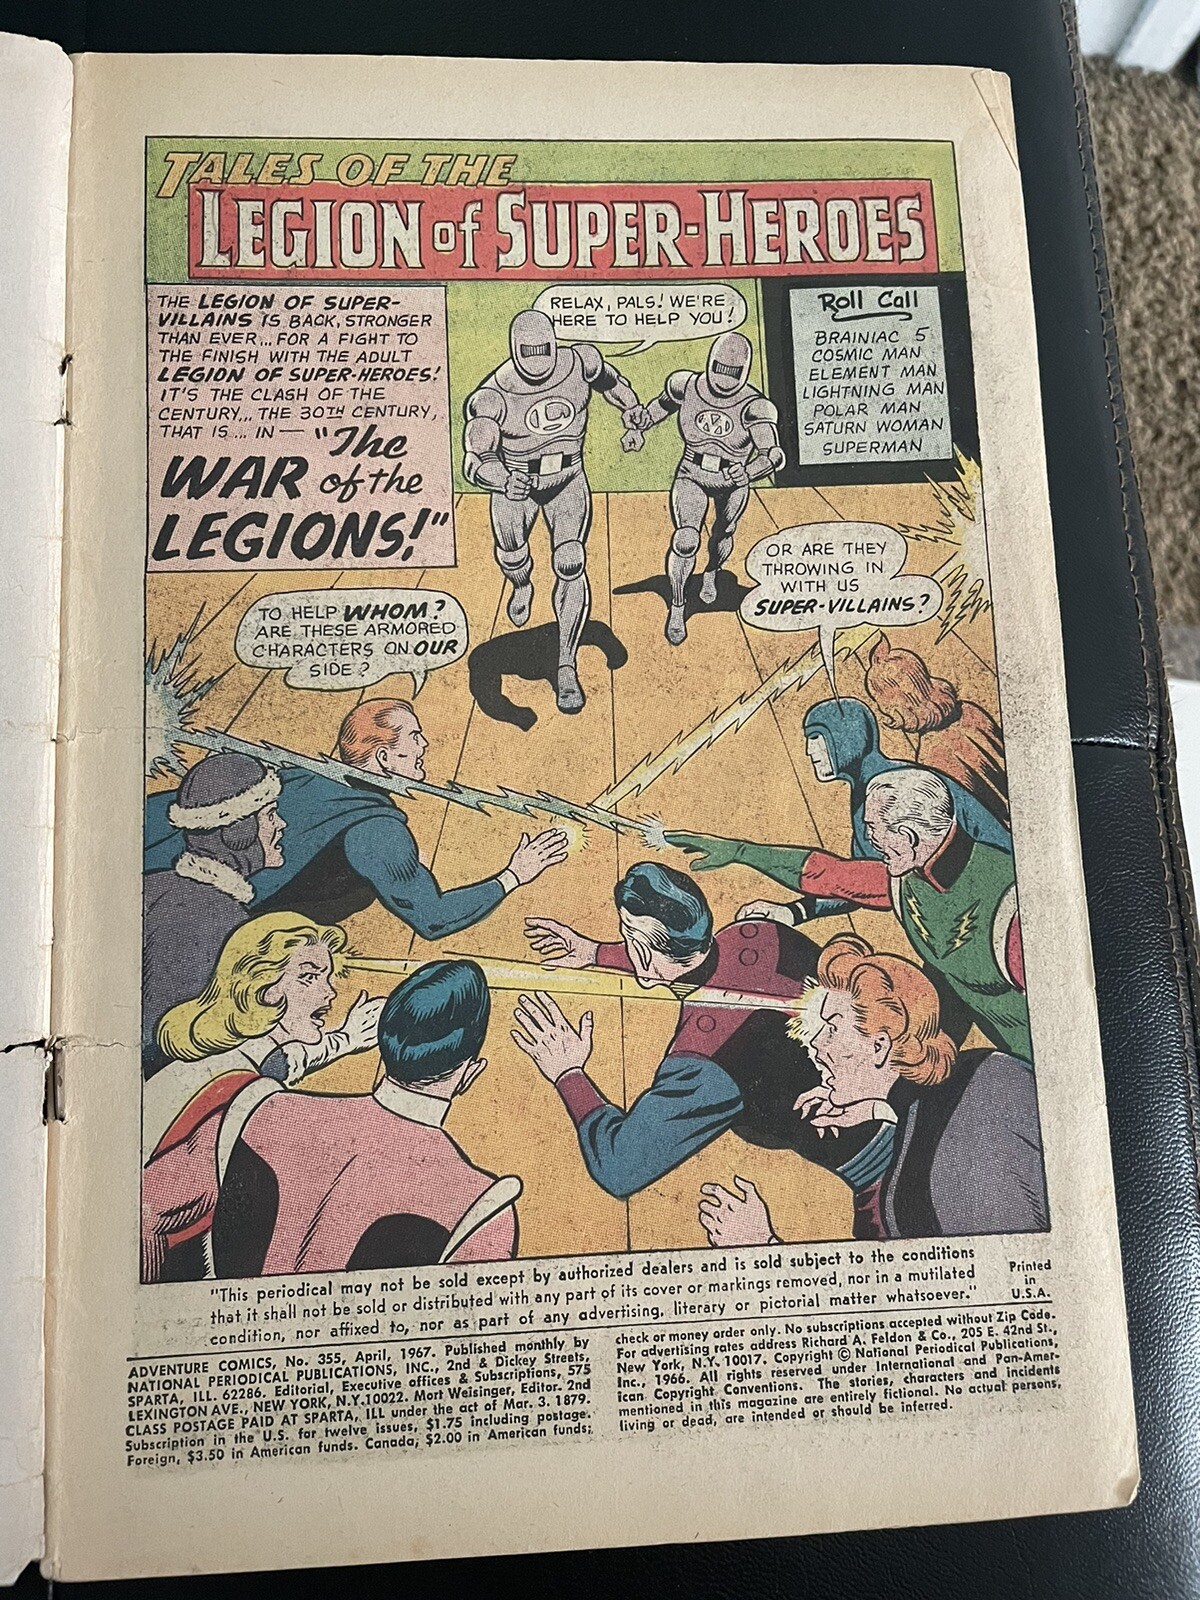 TALES OF THE
LEGION of SUPER-HEROES
THE LEGION OF SUPER-
VILLAINS IS BACK, STRONGER
THAN EVER... FOR A FIGHT TO
THE FINISH WITH THE ADULT
LEGION OF SUPER-HEROES!
IT'S THE CLASH OF THE
CENTURY... THE 30TH CENTURY,
THAT IS... IN — "The
WAR of the
LEGIONS!"
RELAX, PALS! WE'RE
HERE TO HELP YOU!
Roll Call
BRAINIAC 5
COSMIC MAN
ELEMENT MAN
LIGHTNING MAN
POLAR MAN
SATURN WOMAN
SUPERMAN
TO HELP WHOM?
ARE THESE ARMORED
CHARACTERS ON OUR
SIDE?
OR ARE THEY
THROWING IN
WITH US
SUPER-VILLAINS?
"This periodical may not be sold except by authorized dealers and is sold subject to the conditions
that it shall not be sold or distributed with any part of its cover or markings removed, nor in a mutilated
condition, nor affixed to, nor as part of any advertising, literary or pictorial matter whatsoever."
Printed
in
U.S.A.
ADVENTURE COMICS, No. 355, April, 1967. Published monthly by
NATIONAL PERIODICAL PUBLICATIONS, INC., 2nd & Dickey Streets,
SPARTA, ILL. 62286. Editorial, Executive offices & Subscriptions, 575
LEXINGTON AVE., NEW YORK, N.Y.10022. Mort Weisinger, Editor. 2nd
CLASS POSTAGE PAID AT SPARTA, ILL under the act of Mar. 3. 1879.
Subscription in the U.S. for twelve issues, $1.75 including postage.
Foreign, $3.50 in American funds. Canada, $2.00 in American funds;
check or money order only. No subscriptions accepted without Zip Code.
For advertising rates address Richard A. Feldon & Co., 205 E. 42nd St.,
New York, N.Y. 10017. Copyright © National Periodical Publications,
Inc., 1966. All rights reserved under International and Pan-Amer-
ican Copyright Conventions. The stories, characters and incidents
mentioned in this magazine are entirely fictional. No actual persons,
living or dead, are intended or should be inferred.